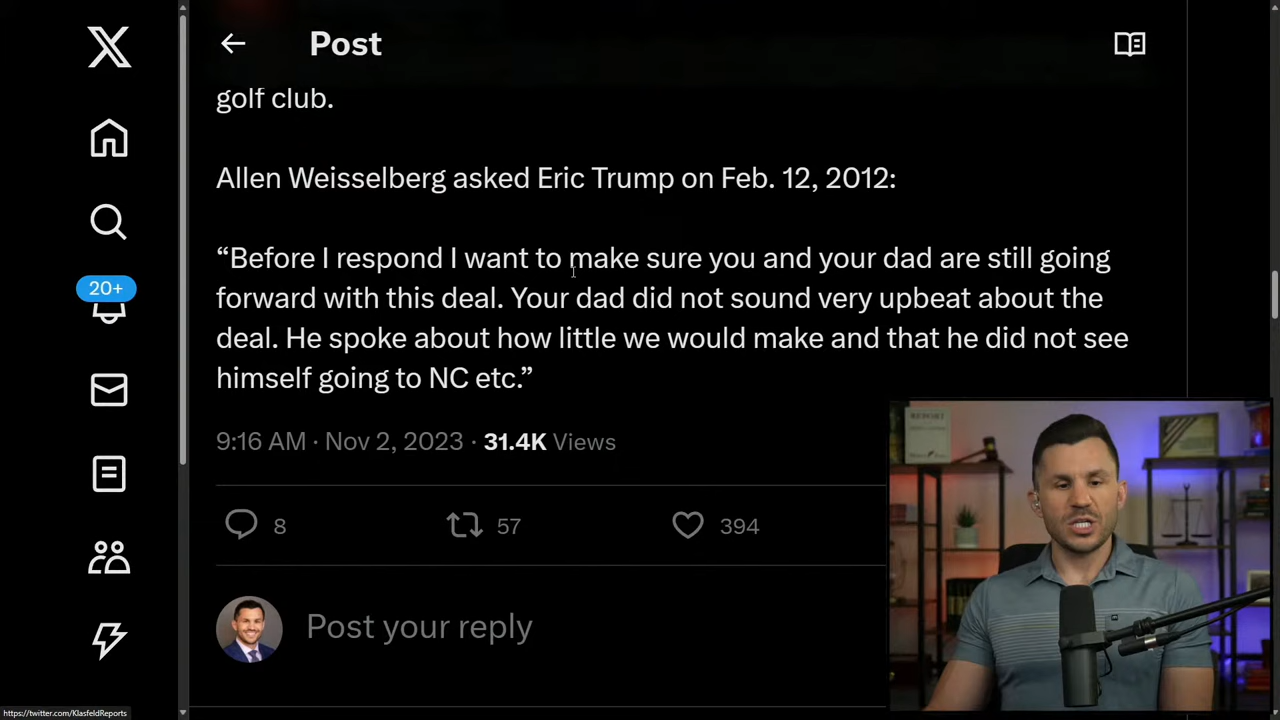 Post
golf club.
Allen Weisselberg asked Eric Trump on Feb. 12, 2012:
“Before I respond I want to make sure you and your dad are still going
forward with this deal. Your dad did not sound very upbeat about the
deal. He spoke about how little we would make and that he did not see
himself going to NC etc.”
20+
9:16 AM · Nov 2, 2023 · 31.4K Views
8 57 394
Post your reply
https://twitter.com/KlasfeldReports